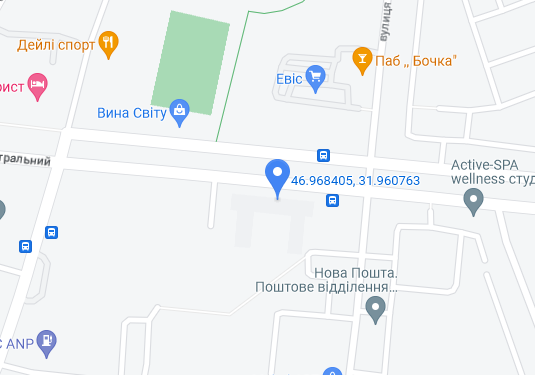 вулиця
Дейлі спорт
Паб ,, Бочка"
Евіс
рист
Вина Світу
тральний
Active-SPA
wellness студ
46.968405, 31.960763
Нова Пошта.
Поштове відділення...
С ANP